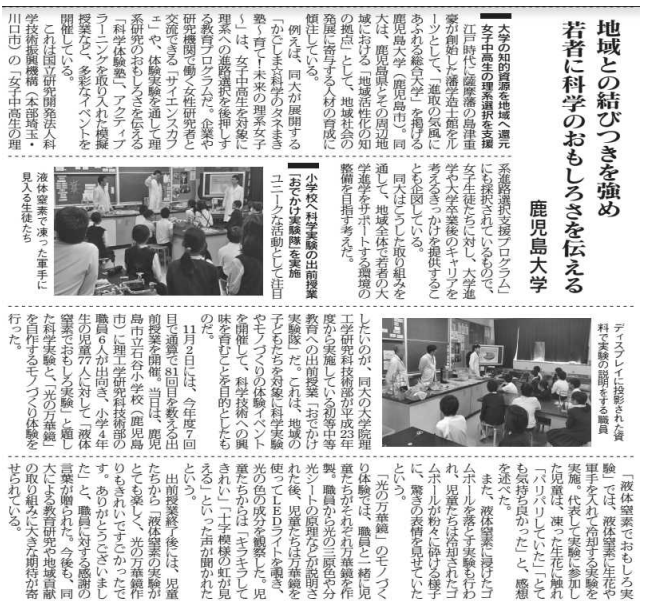 地域との結びつきを強め
若者に科学のおもしろさを伝える
鹿児島大学
大学の知的資源を地域へ還元
女子中高生の理系選択を支援
江戸時代に薩摩藩の島津重
豪が創始した藩学造士館をル
ーツとして、「進取の気風に
あふれる総合大学」を掲げる
鹿児島大学(鹿児島市)。同
大は、鹿児島県とその周辺地
域における「地域活性化の知
の拠点」として、地域社会の
発展に寄与する人材の育成に
傾注している。
例えば、同大が展開する
「かごしま☆科学のタネまき
塾〜育て!未来の理系女子
〜」は、女子中高生を対象に
理系への進路選択を後押しす
る教育プログラムだ。企業や
研究機関で働く女性研究者と
交流できる「サイエンスカフ
ェ」や、体験実験を通して理
系研究のおもしろさを伝える
「科学体験塾」、アクティブ
ラーニングを取り入れた模擬
授業など、多彩なイベントを
開催している。
これは国立研究開発法人科
学技術振興機構(本部埼玉・
川口市)の「女子中高生の理
系進路選択支援プログラム」
にも採択されているもので、
女子生徒たちに対し、大学進
学や大学卒業後のキャリアを
考えるきっかけを提供するこ
とも企図している。
同大はこうした取り組みを
通して、地域全体で若者の大
学進学をサポートする環境の
整備を目指す考えだ。
小学校へ科学実験の出前授業
「おでかけ実験隊」を実施
ユニークな活動として注目
液体窒素で凍った軍手に
見入る生徒たち
ディスプレイに投影された資
料で実験の説明をする職員
したいのが、同大の大学院理
工学研究科技術部が平成23年
度から実施している初等中等
教育への出前授業「おでかけ
実験隊」だ。これは、地域の
子どもたちを対象に科学実験
やモノづくりの体験イベント
を開催して、科学技術への興
味を育むことを目的としたも
のだ。
11月2日には、今年度7回
目で通算で81回目を数える出
前授業を開催。当日は、鹿児
島市立石谷小学校(鹿児島
市)に理工学研究科技術部の
職員6人が出向き、小学4年
生の児童7人に対して「液体
窒素でおもしろ実験」と題し
た科学実験と、「光の万華鏡」
を自作するモノづくり体験を
行った。
「液体窒素でおもしろ実
験」では、液体窒素に生花や
軍手を入れて冷却する実験を
実施。代表して実験に参加し
た児童は、凍った生花に触れ
「パリパリしていた」「とて
も気持ち良かった」と、感想
を述べた。
また、液体窒素に浸けたゴ
ムボールを落とす実験も行わ
れ、児童たちは冷却されたゴ
ムボールが粉々に砕ける様子
に、驚きの表情を見せていた
という。
「光の万華鏡」のモノづく
り体験では、職員と一緒に児
童たちがそれぞれ万華鏡を作
製。職員から光の三原色や分
光シートの原理などが説明さ
れた後、児童たちは万華鏡を
使ってLEDライトを覗き、
光の色の成分を観察した。児
童たちからは「キラキラして
きれい」「十字模様の虹が見
える」といった声が聞かれた
という。
出前授業終了後には、児童
たちから「液体窒素の実験が
とても楽しく、光の万華鏡作
りもきれいですごかったで
す。ありがとうございまし
た」と、職員に対する感謝の
言葉が贈られた。今後も、同
大による教育研究や地域貢献
の取り組みに大きな期待が寄
せられている。